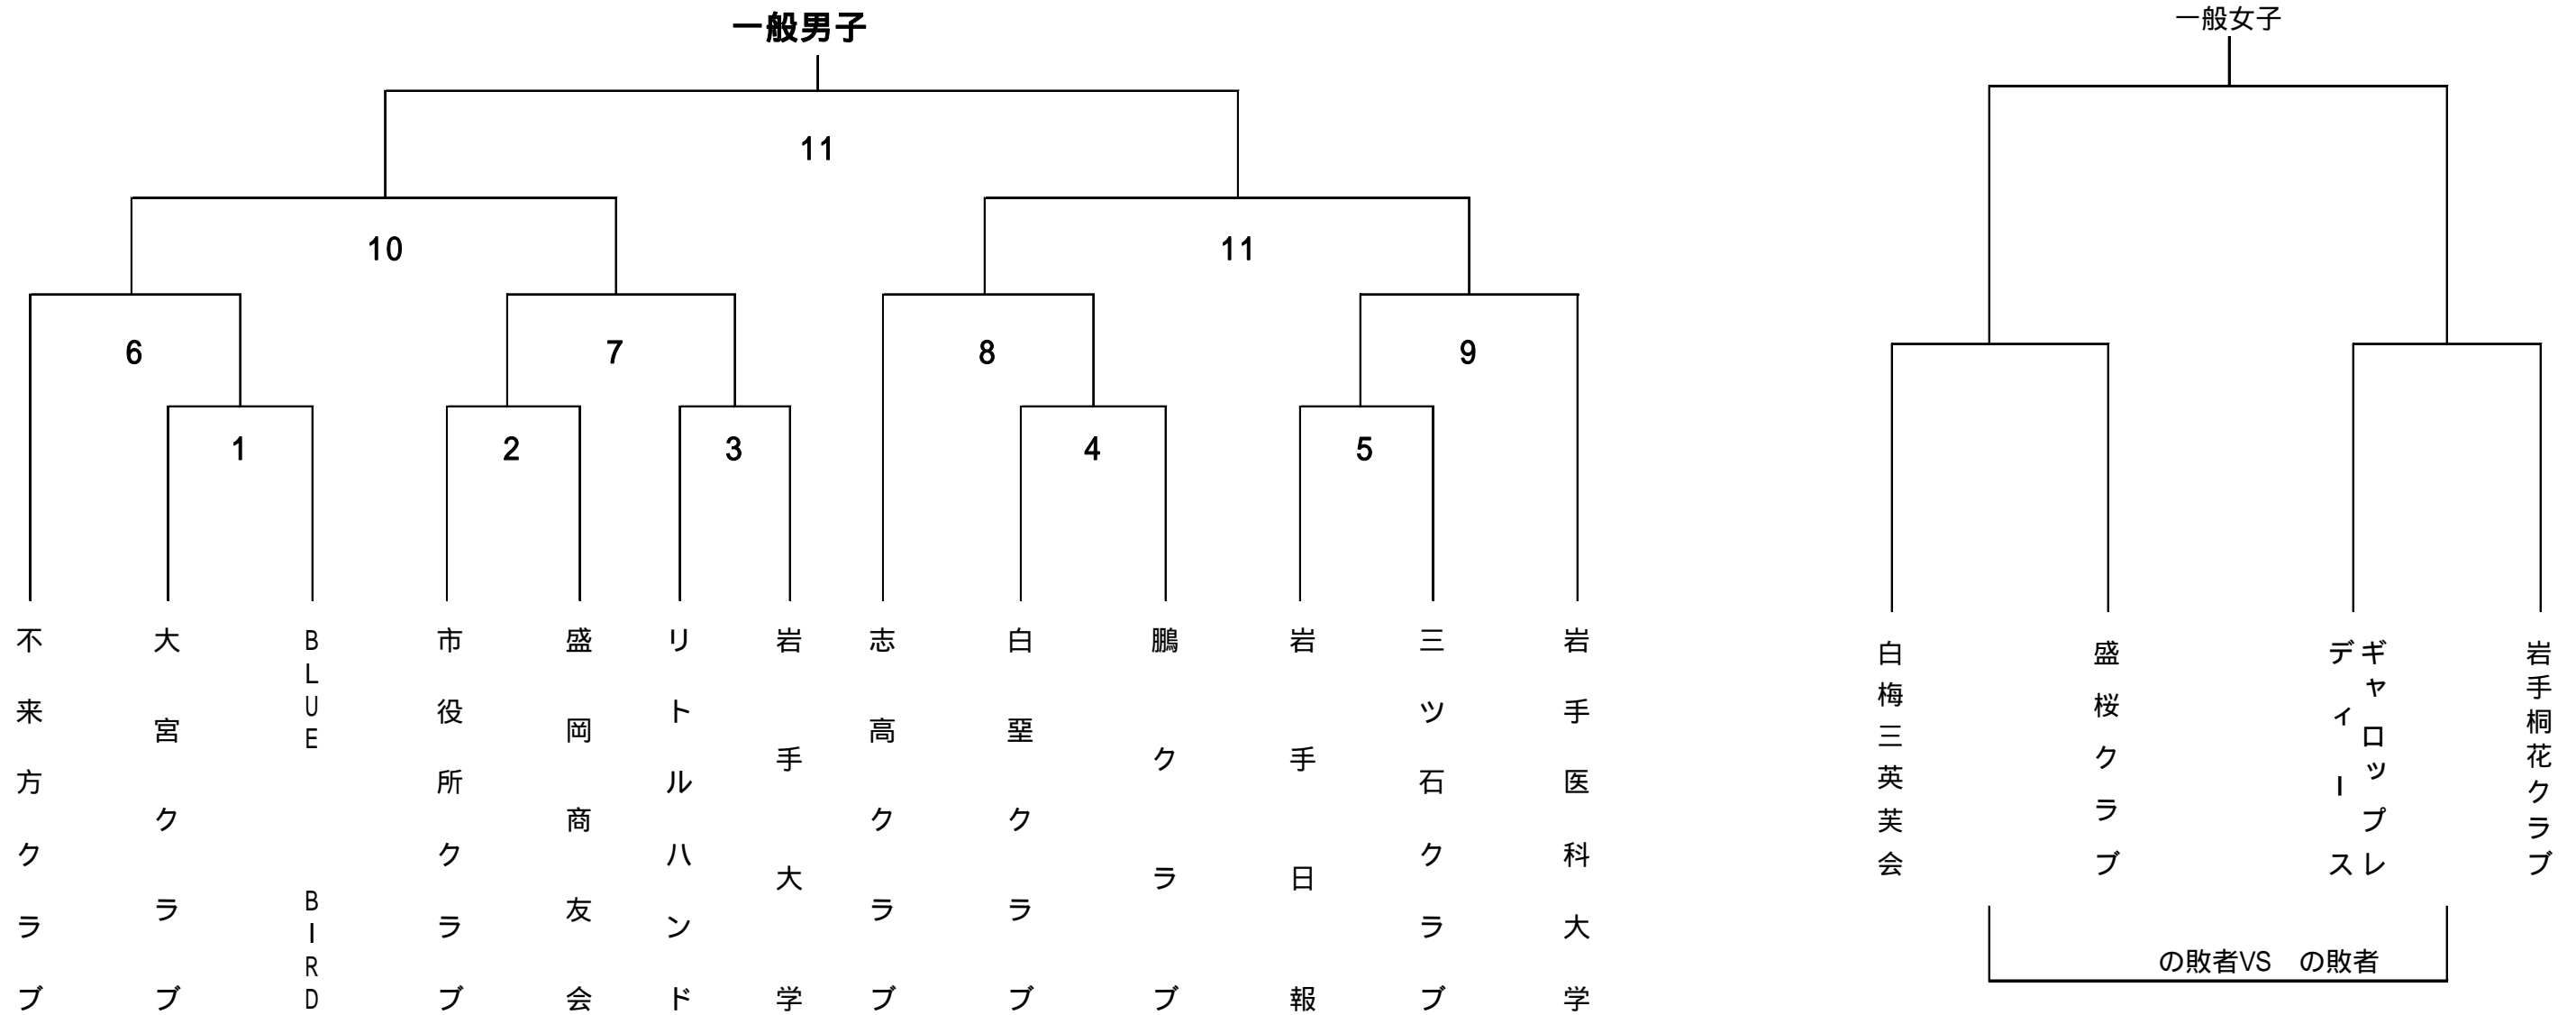 一般男子
一般女子
11
10
11
6
7
8
9
1
2
3
4
5
不来方クラブ
大宮クラブ
BLUE BIRD
市役所クラブ
盛岡商友会
リトルハンド
岩手大学
志高クラブ
白堊クラブ
鵬クラブ
岩手日報
三ツ石クラブ
岩手医科大学
白梅三英芙会
盛桜クラブ
ギャロップレ
ディース
岩手桐花クラブ
の敗者VS　の敗者